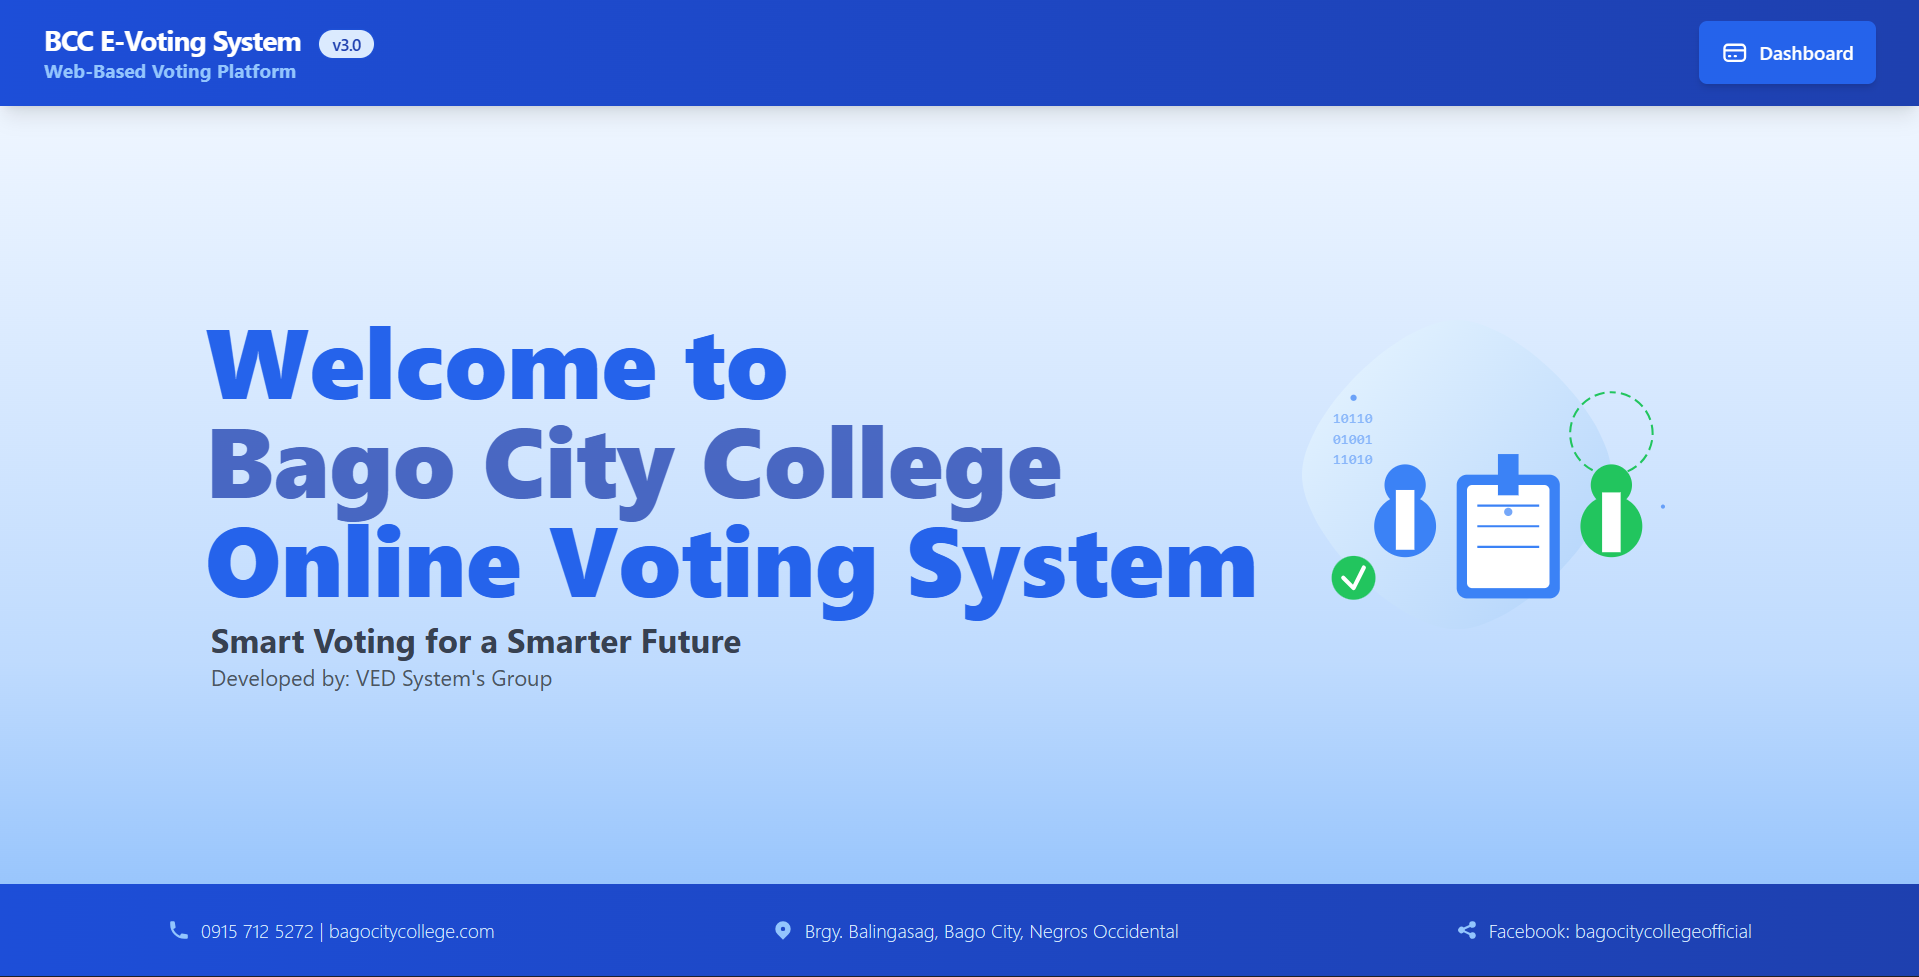 BCC E-Voting System
v3.0
Web-Based Voting Platform
Dashboard
Welcome to
Bago City College
Online Voting System
Smart Voting for a Smarter Future
Developed by: VED System's Group
10110
01001
11010
0915 712 5272 | bagocitycollege.com
Brgy. Balingasag, Bago City, Negros Occidental
Facebook: bagocitycollegeofficial